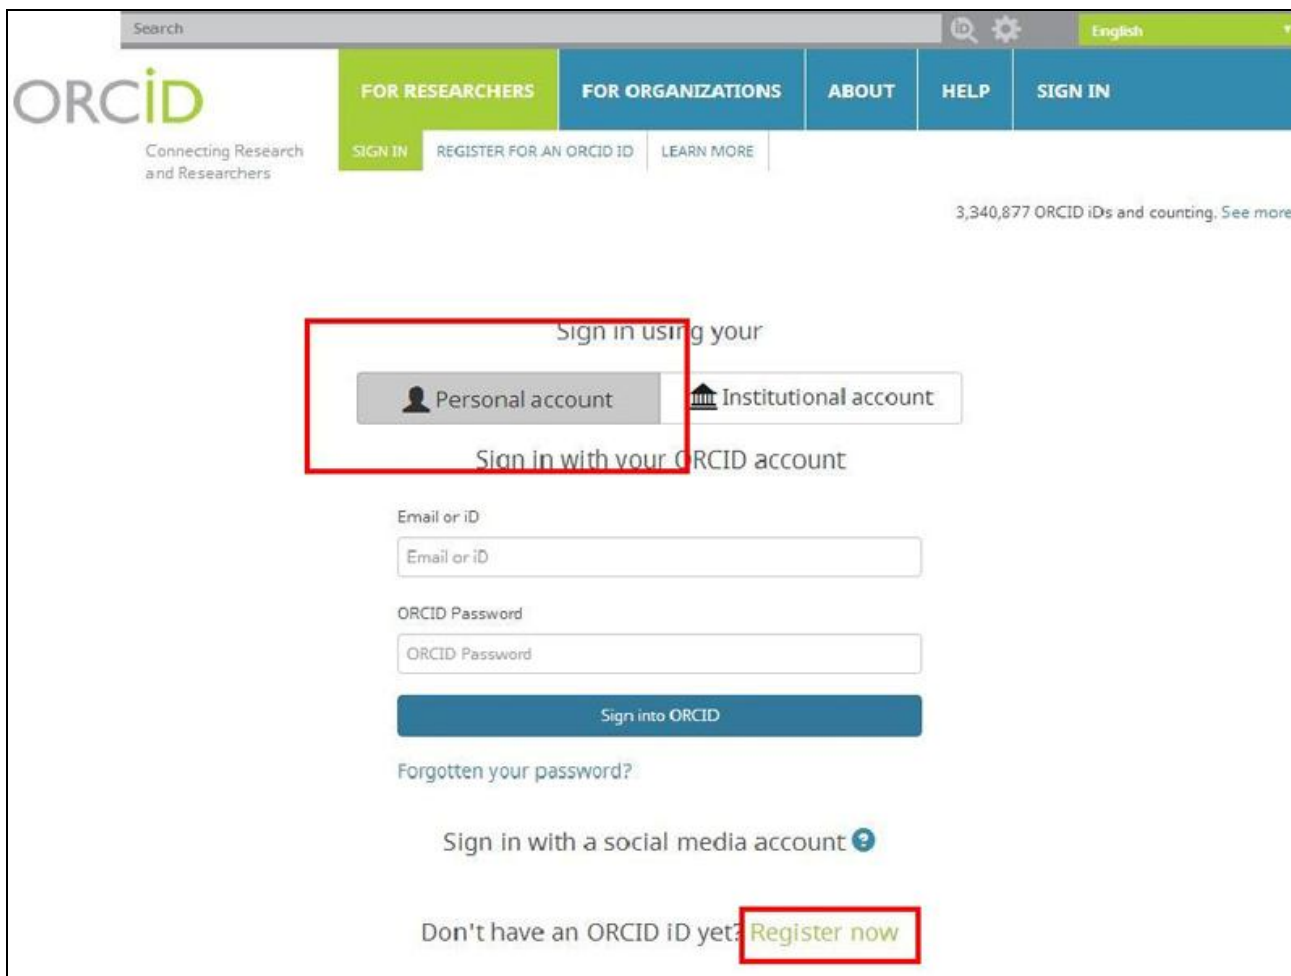 Search
English
ORCiD
FOR RESEARCHERS FOR ORGANIZATIONS ABOUT HELP SIGN IN
Connecting Research
and Researchers
SIGN IN REGISTER FOR AN ORCID ID LEARN MORE
3,340,877 ORCID iDs and counting. See more
Sign in using your
Personal account Institutional account
Sign in with your ORCID account
Email or iD
Email or iD
ORCID Password
ORCID Password
Sign into ORCID
Forgotten your password?
Sign in with a social media account ?
Don't have an ORCID iD yet? Register now